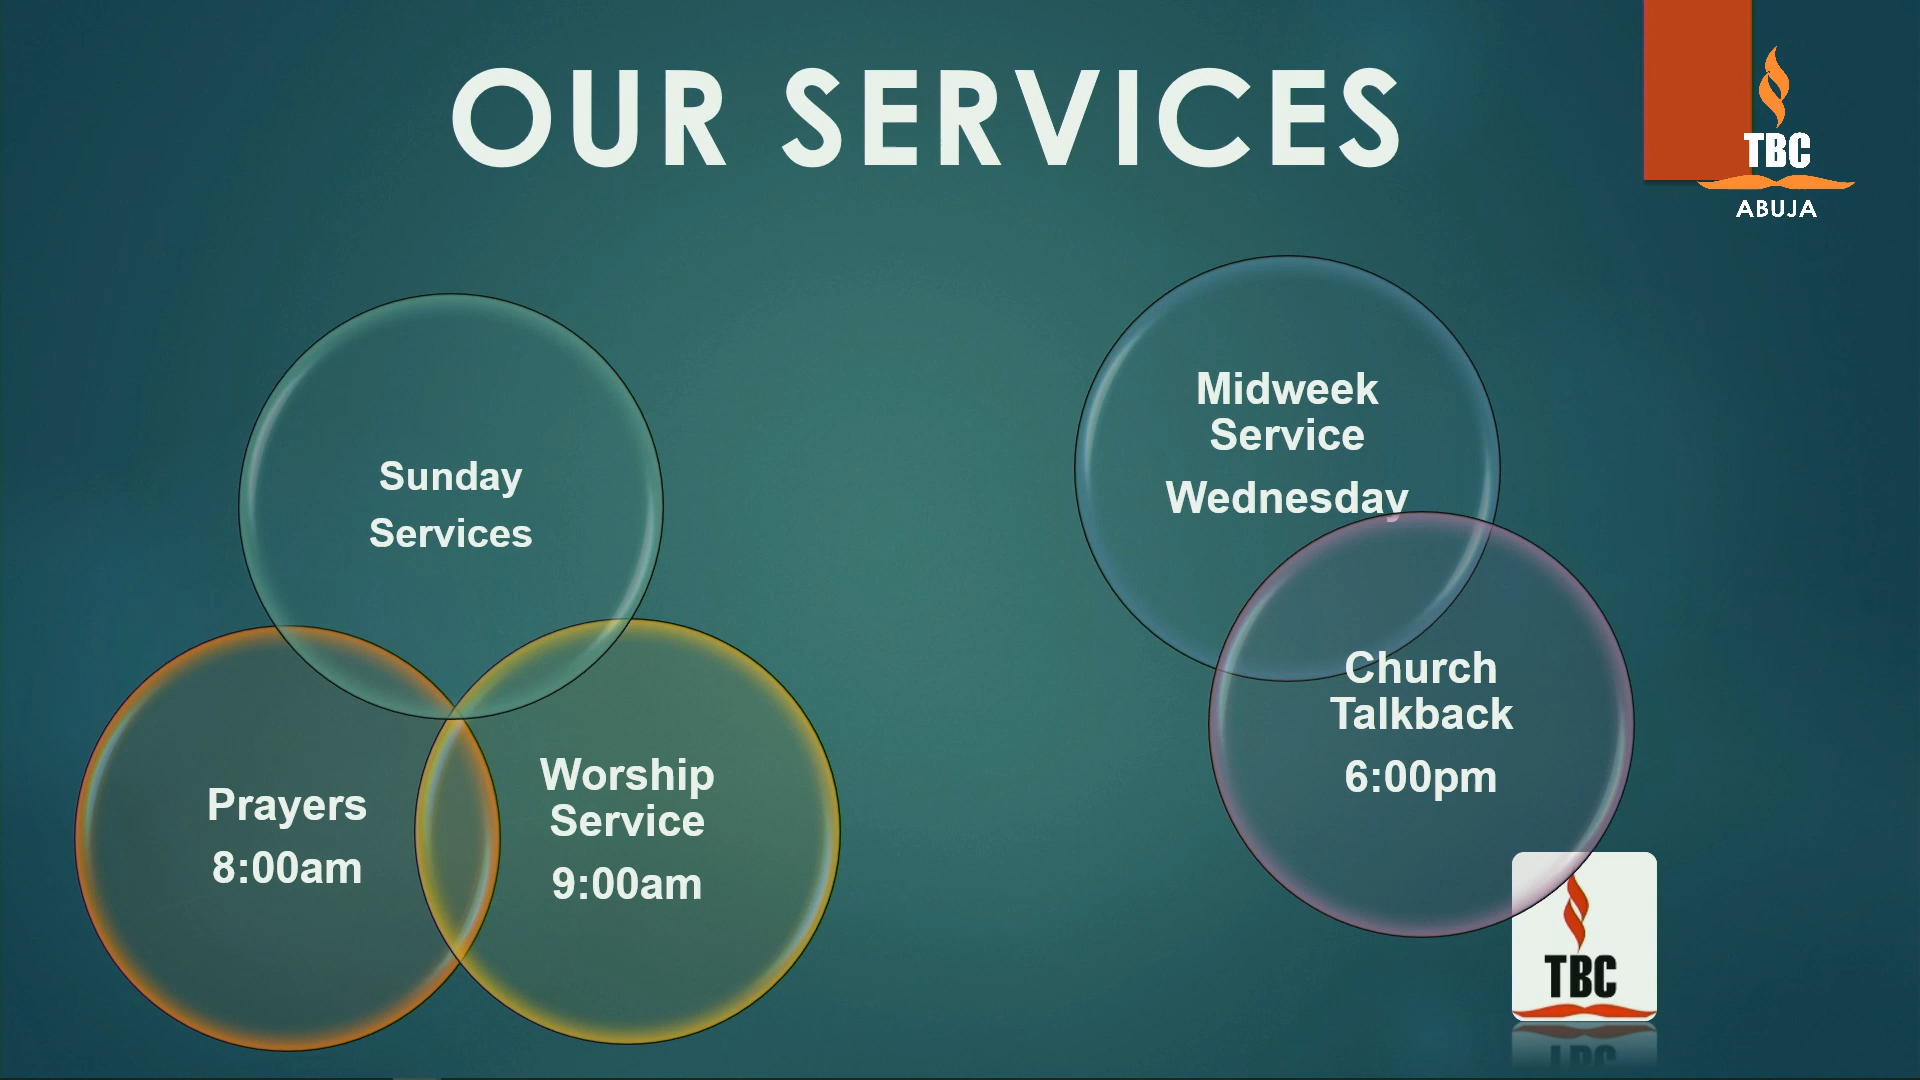 OUR SERVICES
TBC
ABUJA
Sunday
Services
Prayers
8:00am
Worship
Service
9:00am
Midweek
Service
Wednesday
Church
Talkback
6:00pm
TBC